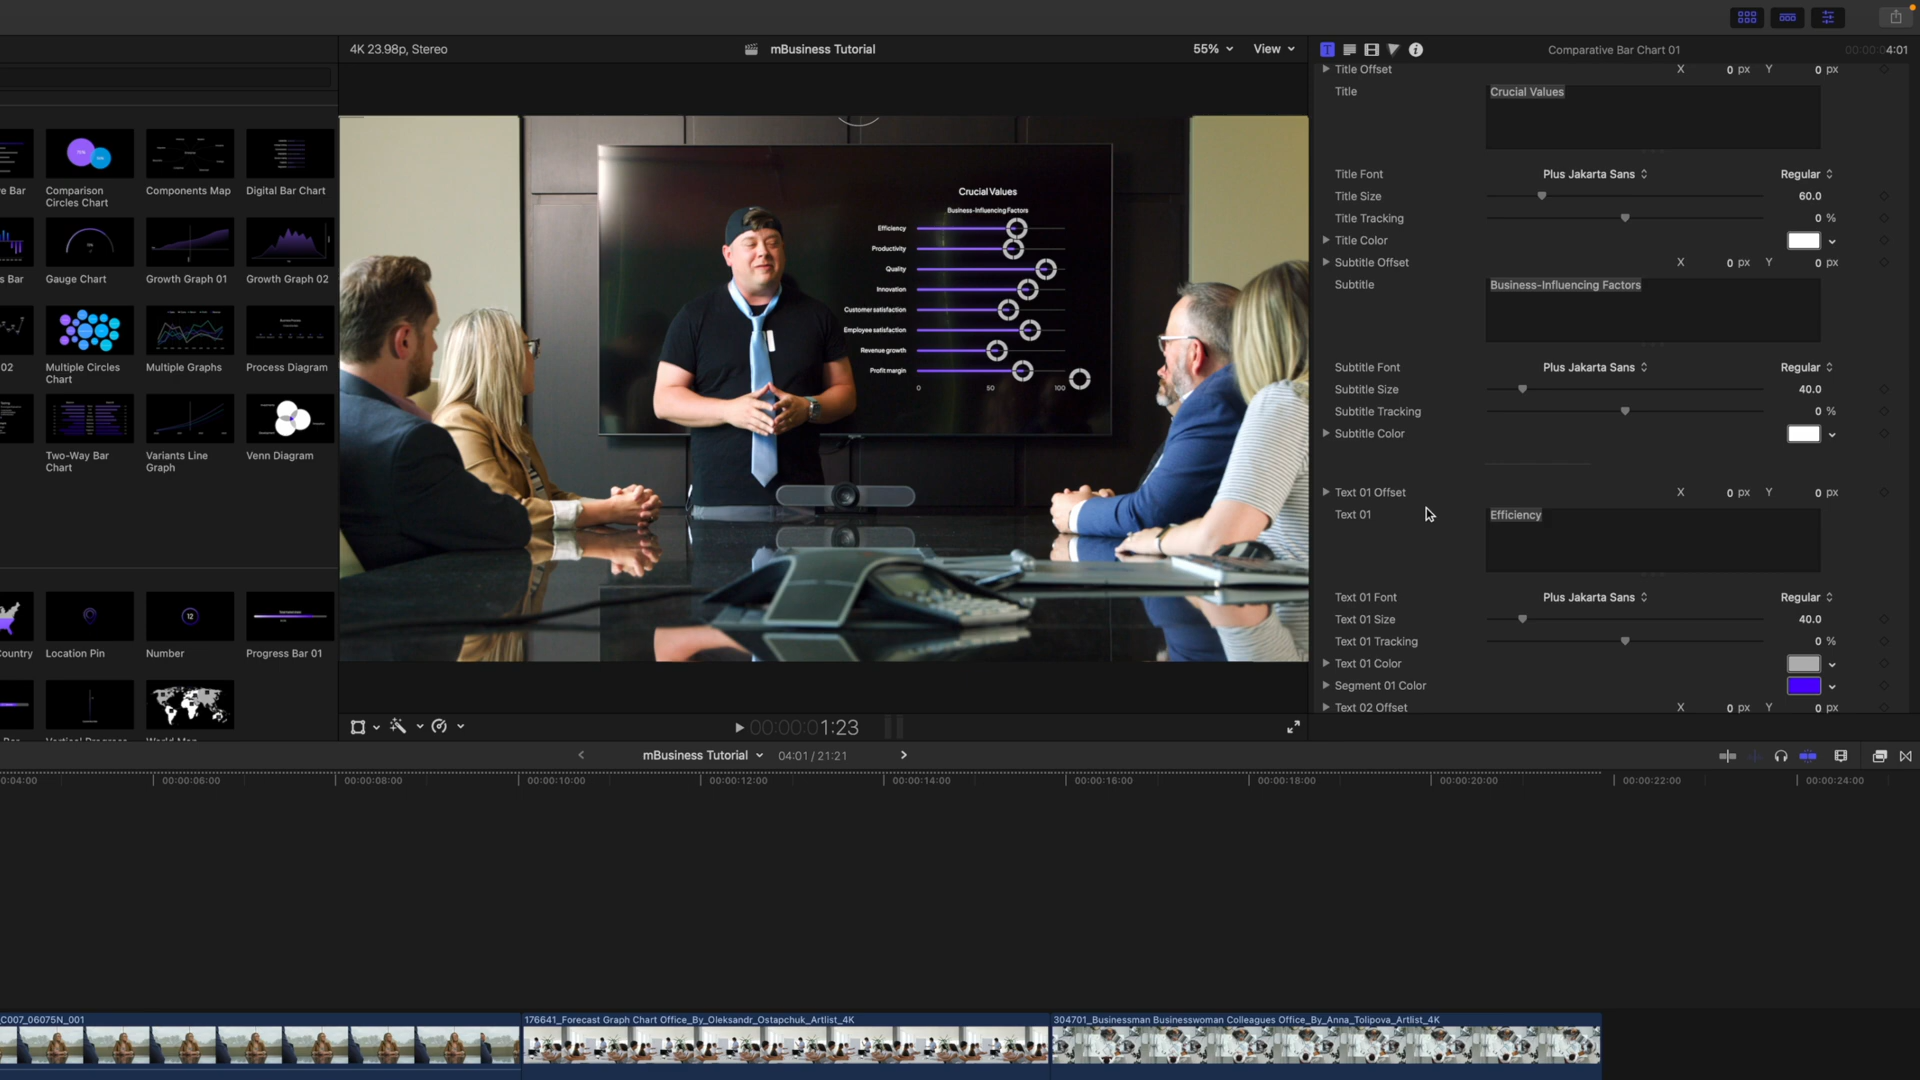 4K 23.98p, Stereo
mBusiness Tutorial
55%
View
Comparative Bar Chart 01
00:00:04:01
Title Offset
X
0 px
Y
0 px
Title
Crucial Values
Title Font
Plus Jakarta Sans
Regular
Title Size
60.0
Title Tracking
0 %
Title Color
Subtitle Offset
X
0 px
Y
0 px
Subtitle
Business-Influencing Factors
Subtitle Font
Plus Jakarta Sans
Regular
Subtitle Size
40.0
Subtitle Tracking
0 %
Subtitle Color
Text 01 Offset
X
0 px
Y
0 px
Text 01
Efficiency
Text 01 Font
Plus Jakarta Sans
Regular
Text 01 Size
40.0
Text 01 Tracking
0 %
Text 01 Color
Segment 01 Color
Text 02 Offset
X
0 px
Y
0 px
Bar
Comparison
Circles Chart
Components Map
Digital Bar Chart
Bar
Gauge Chart
Growth Graph 01
Growth Graph 02
02
Multiple Circles
Chart
Multiple Graphs
Process Diagram
Two-Way Bar
Chart
Variants Line
Graph
Venn Diagram
Country
Location Pin
12
Number
Progress Bar 01
Crucial Values
Business-Influencing Factors
Efficiency
Productivity
Quality
Innovation
Customer satisfaction
Employee satisfaction
Revenue growth
Profit margin
0
50
100
00:00:01:23
mBusiness Tutorial
04:01 / 21:21
0:04:00
00:00:06:00
00:00:08:00
00:00:10:00
00:00:12:00
00:00:14:00
00:00:16:00
00:00:18:00
00:00:20:00
00:00:22:00
00:00:24:00
C007_06075N_001
176641_Forecast Graph Chart Office_By_Oleksandr_Ostapchuk_Artlist_4K
304701_Businessman Businesswoman Colleagues Office_By_Anna_Tolipova_Artlist_4K